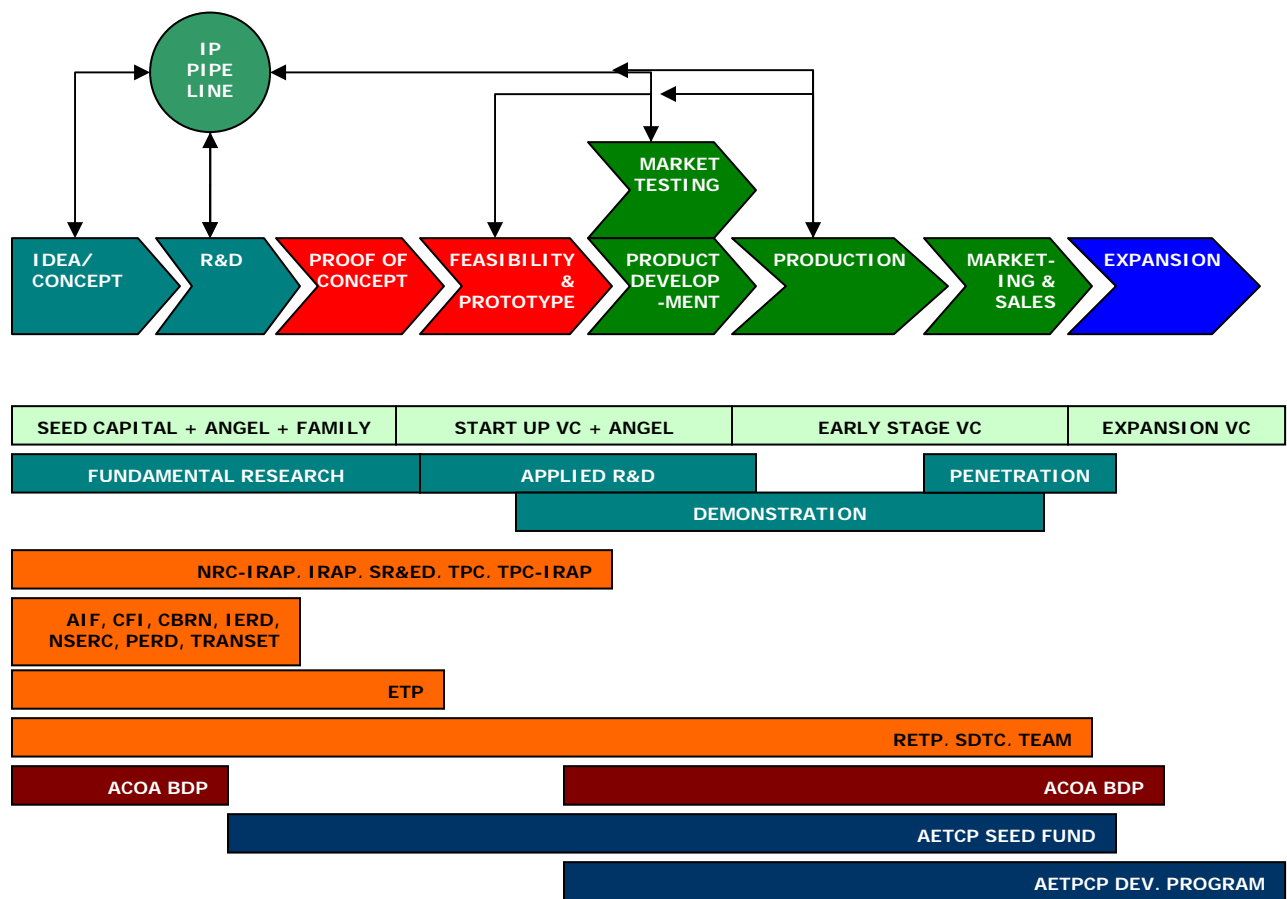 IP
PIPE
LINE
MARKET
TESTING
IDEA/
CONCEPT
R&D
PROOF OF
CONCEPT
FEASIBILITY
&
PROTOTYPE
PRODUCT
DEVELOP
-MENT
PRODUCTION
MARKET-
ING &
SALES
EXPANSION
SEED CAPITAL + ANGEL + FAMILY
START UP VC + ANGEL
EARLY STAGE VC
EXPANSION VC
FUNDAMENTAL RESEARCH
APPLIED R&D
PENETRATION
DEMONSTRATION
NRC-IRAP. IRAP. SR&ED. TPC. TPC-IRAP
AIF, CFI, CBRN, IERD,
NSERC, PERD, TRANSET
ETP
RETP. SDTC. TEAM
ACOA BDP
ACOA BDP
AETCP SEED FUND
AETPCP DEV. PROGRAM